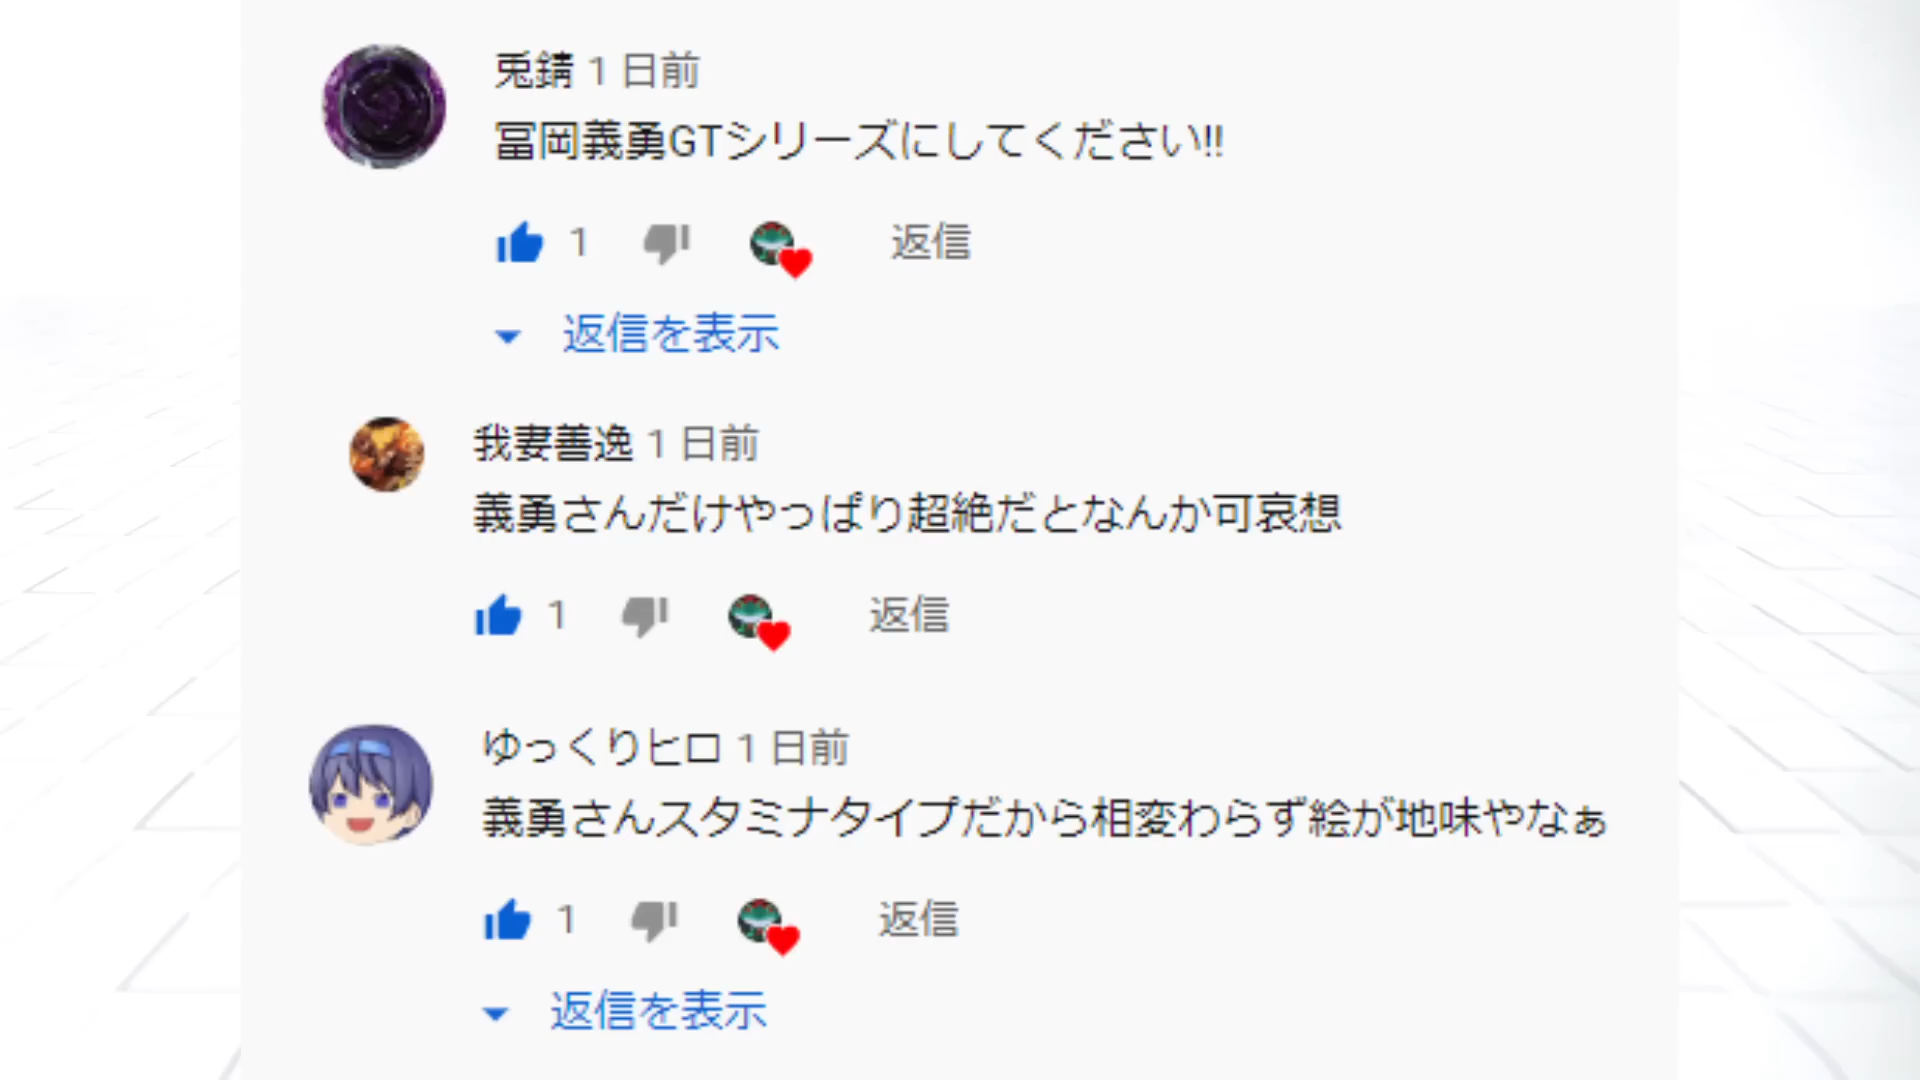 兎錆 1 日前
冨岡義勇GTシリーズにしてください!!
1 返信
返信を表示
我妻善逸 1 日前
義勇さんだけやっぱり超絶だとなんか可哀想
1 返信
ゆっくりヒロ 1 日前
義勇さんスタミナタイプだから相変わらず絵が地味やなぁ
1 返信
返信を表示